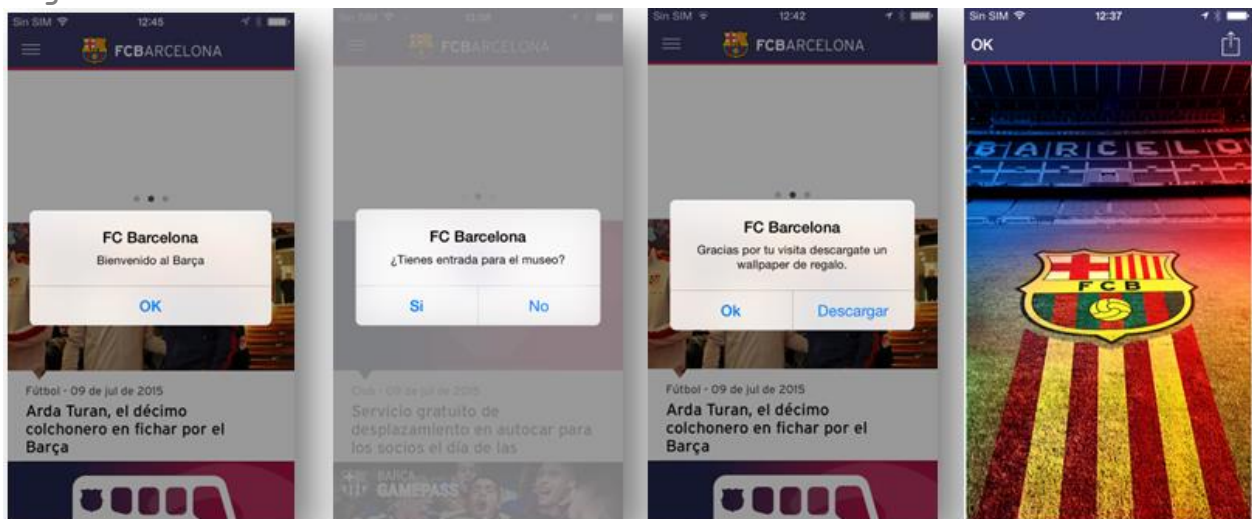 Sin SIM 12:45
FCBARCELONA
FC Barcelona
Bienvenido al Barça
OK
Fútbol - 09 de jul de 2015
Arda Turan, el décimo
colchonero en fichar por el
Barça
Sin SIM
FCBARCELONA
FC Barcelona
¿Tienes entrada para el museo?
Si No
Club - 09 de jul de 2015
Servicio gratuito de
desplazamiento en autocar para
los socios el día de las
BARÇA
GAMEPASS
Sin SIM 12:42
FCBARCELONA
FC Barcelona
Gracias por tu visita descargate un
wallpaper de regalo.
Ok Descargar
Fútbol - 09 de jul de 2015
Arda Turan, el décimo
colchonero en fichar por el
Barça
Sin SIM 12:37
OK
BARCELO
FCB